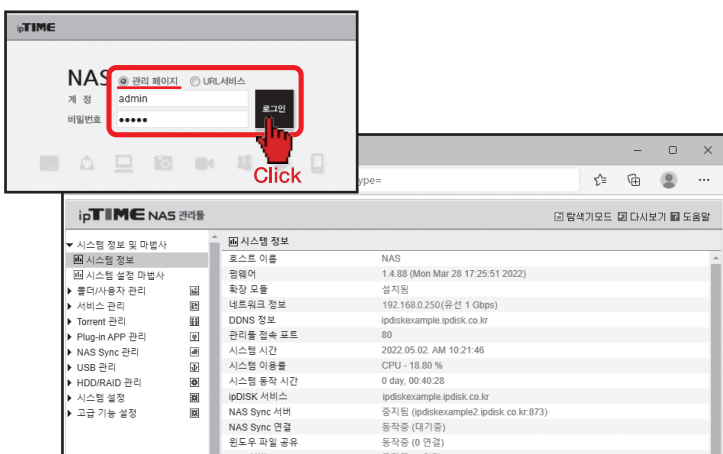 ipTIME
NAS
관리 페이지
URL서비스
계 정
admin
비밀번호
●●●●●
로그인
Click
ype=
ipTIME NAS 관리툴
탐색기모드 다시보기 도움말
시스템 정보 및 마법사
시스템 정보
시스템 설정 마법사
폴더/사용자 관리
서비스 관리
Torrent 관리
Plug-in APP 관리
NAS Sync 관리
USB 관리
HDD/RAID 관리
시스템 설정
고급 기능 설정
시스템 정보
호스트 이름 NAS
펌웨어 1.4.88 (Mon Mar 28 17:25:51 2022)
확장 모듈 설치됨
네트워크 정보 192.168.0.250(유선 1 Gbps)
DDNS 정보 ipdiskexample.ipdisk.co.kr
관리툴 접속 포트 80
시스템 시간 2022.05.02. AM 10:21:46
시스템 이용률 CPU - 18.80 %
시스템 동작 시간 0 day, 00:40:28
ipDISK 서비스 ipdiskexample.ipdisk.co.kr
NAS Sync 서버 중지됨 (ipdiskexample2.ipdisk.co.kr:873)
NAS Sync 연결 동작중 (대기중)
윈도우 파일 공유 동작중 (0 연결)